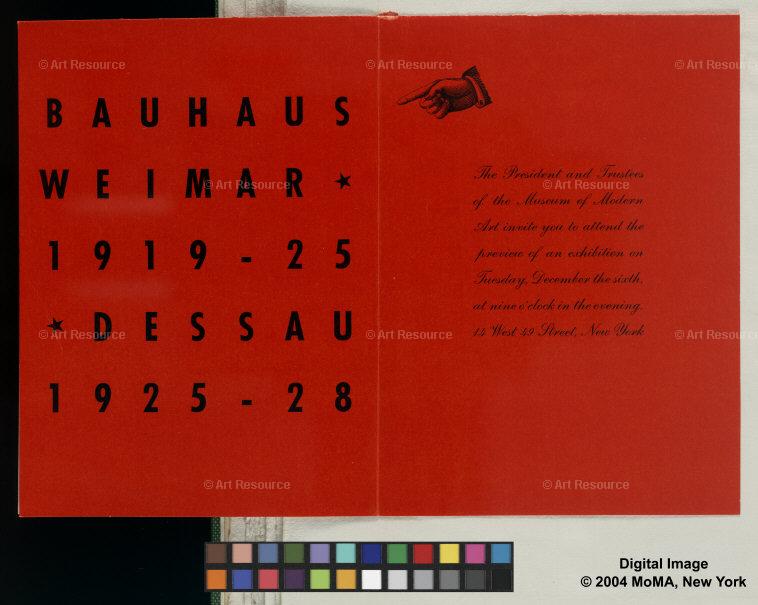 BAUHAUS
WEIMAR ★
1919-25
★ DESSAU
1925-28
The President and Trustees
of the Museum of Modern
Art invite you to attend the
preview of an exhibition on
Tuesday, December the sixth,
at nine o'clock in the evening.
14 West 49 Street, New York
© Art Resource
© Art Resource
© Art Resource
© Art Resource
© Art Resource
© Art Resource
© Art Resource
© Art Resource
© Art Resource
© Art Resource
Digital Image
© 2004 MoMA, New York